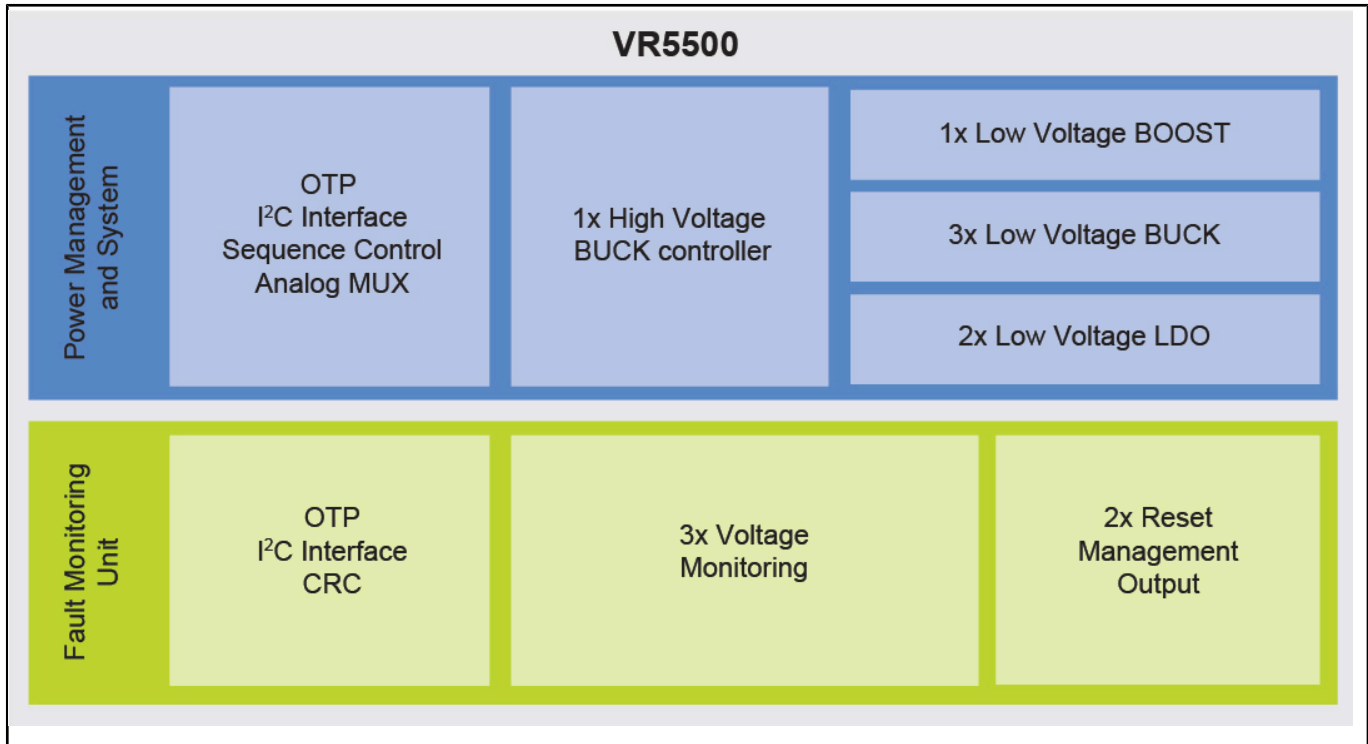 VR5500
Power Management
and System
OTP
I²C Interface
Sequence Control
Analog MUX
1x High Voltage
BUCK controller
1x Low Voltage BOOST
3x Low Voltage BUCK
2x Low Voltage LDO
Fault Monitoring
Unit
OTP
I²C Interface
CRC
3x Voltage
Monitoring
2x Reset
Management
Output